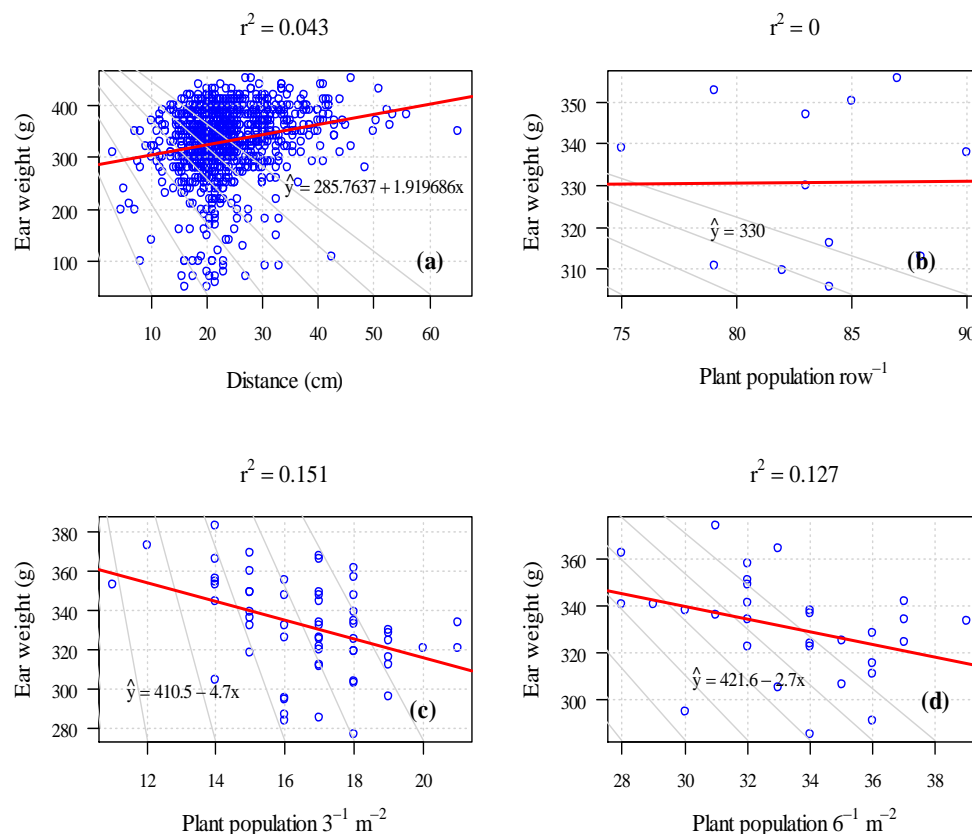 r² = 0.043
Ear weight (g)
400
300
200
100
ŷ = 285.7637 + 1.919686x
(a)
10 20 30 40 50 60
Distance (cm)
r² = 0
Ear weight (g)
350
340
330
320
310
ŷ = 330
(b)
75 80 85 90
Plant population row⁻¹
r² = 0.151
Ear weight (g)
380
360
340
320
300
280
ŷ = 410.5 − 4.7x
(c)
12 14 16 18 20
Plant population 3⁻¹ m⁻²
r² = 0.127
Ear weight (g)
360
340
320
300
ŷ = 421.6 − 2.7x
(d)
28 30 32 34 36 38
Plant population 6⁻¹ m⁻²